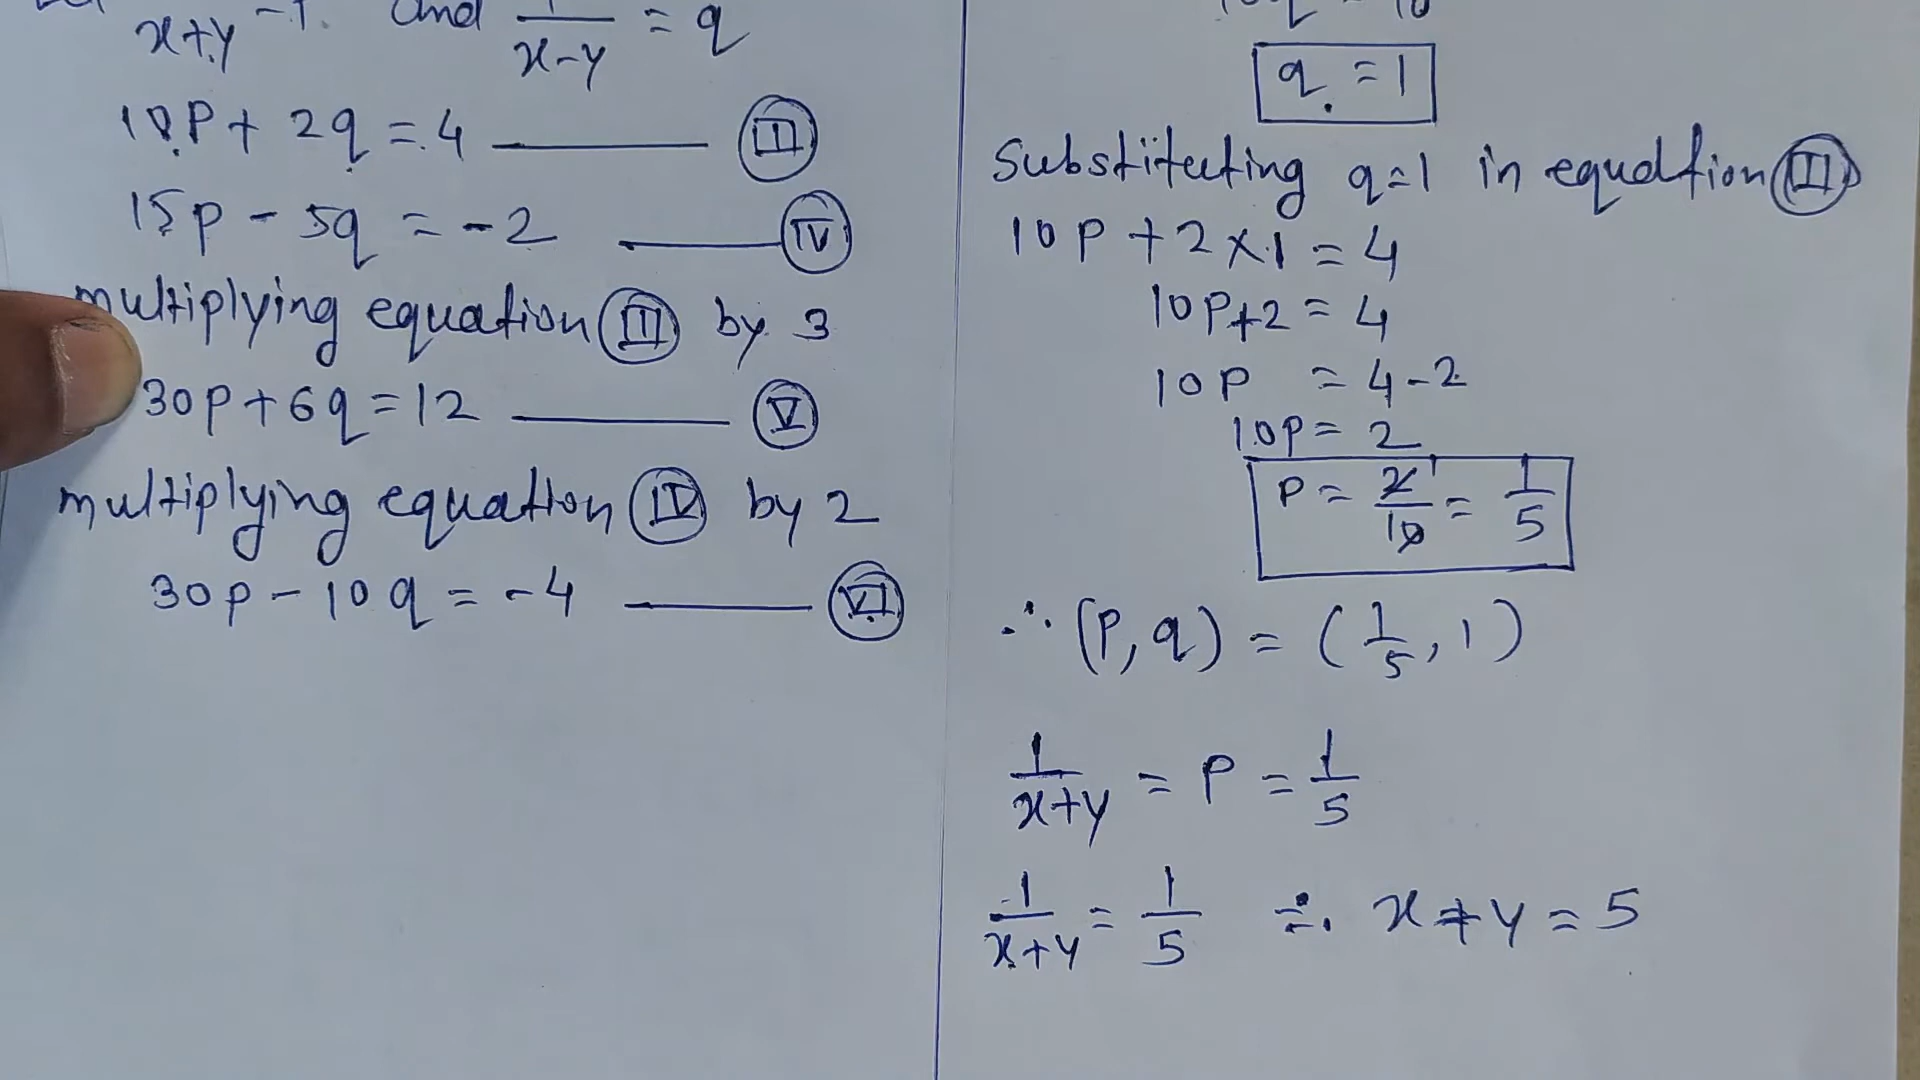 x+y and 1/x-y = q
10p + 2q = 4 ——— III
15p - 5q = -2 ——— IV
multiplying equation III by 3
30p + 6q = 12 ——— V
multiplying equation IV by 2
30p - 10q = -4 ——— VI
q = 1
Substituting q=1 in equation III
10p + 2×1 = 4
10p+2 = 4
10p = 4-2
10p = 2
p = 2/10 = 1/5
∴ (p,q) = (1/5, 1)
1/x+y = p = 1/5
1/x+y = 1/5 ∴ x+y = 5